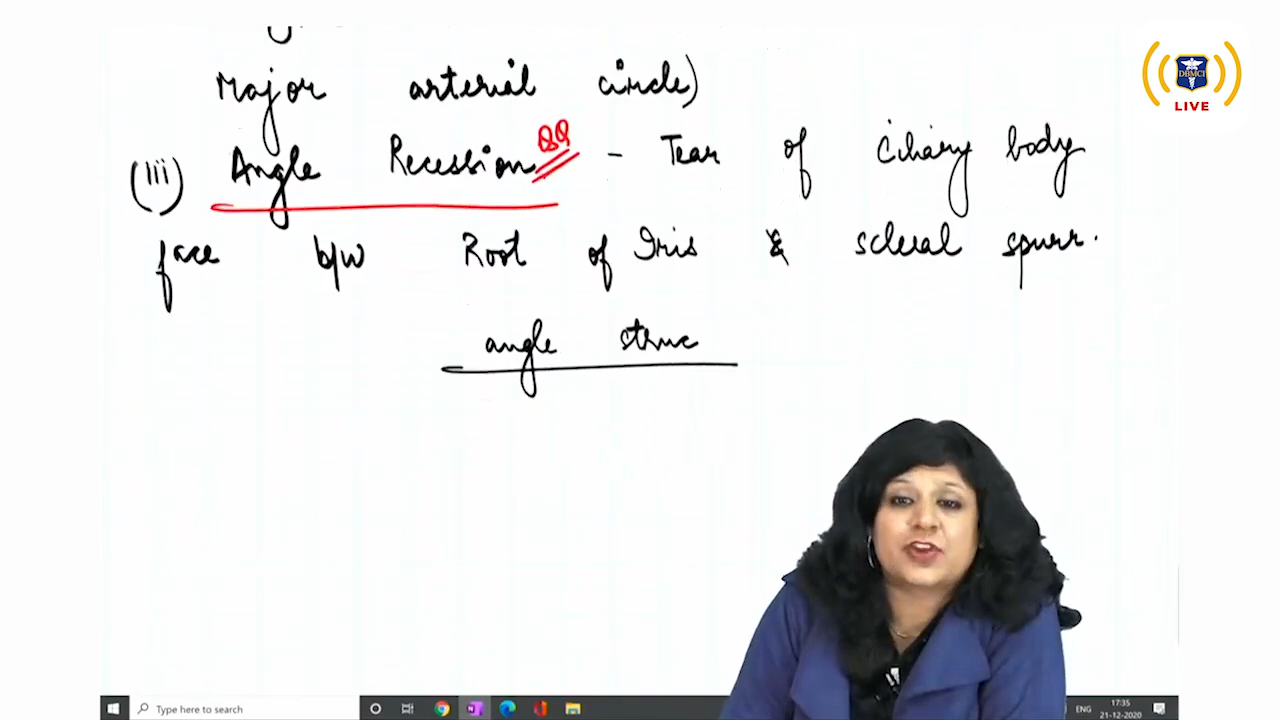 Major arterial circle)
(iii) Angle Recession QQ - Tear of Ciliary body
face b/w Root of Iris & scleral spurr.
angle struc
DBMCI
LIVE
Type here to search
ENG
17:35
21-12-2020